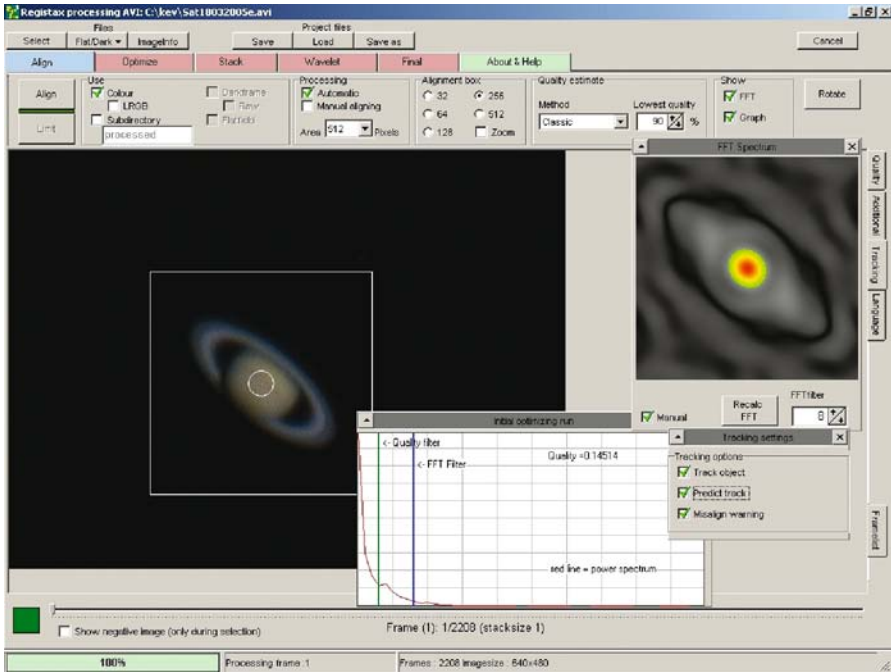 Registax processing AVI: C:\kev\Sat18032005e.avi
Files
Project files
Select Flat/Dark ImageInfo Save Load Save as Cancel
Align Optimize Stack Wavelet Final About & Help
Align
Limit
Use
Colour
LRGB
Subdirectory
processed
Darkframe
Raw
Flatfield
Processing
Automatic
Manual aligning
Area 512 Pixels
Alignment box
32 256
64 512
128 Zoom
Quality estimate
Method Lowest quality
Classic 90 %
Show
FFT
Graph
Rotate
FFT Spectrum
Manual
Recalc FFT
FFTfilter
8
Quality
Additional
Tracking
Language
Framelist
Initial optimizing run
<- Quality filter
<- FFT Filter
Quality =0.14514
red line = power spectrum
Tracking settings
Tracking options
Track object
Predict track
Misalign warning
Show negative image (only during selection)
Frame (1): 1/2208 (stacksize 1)
100% Processing frame :1 Frames : 2208 Imagesize : 640x480